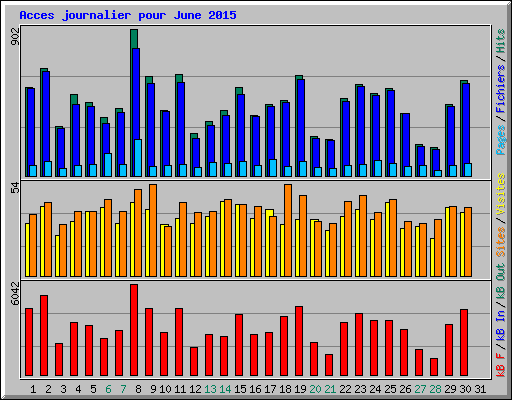 Acces journalier pour June 2015
902
54
6042
Pages / Fichiers / Hits
Sites / Visites
kB F / kB In / kB Out
1 2 3 4 5 6 7 8 9 10 11 12 13 14 15 16 17 18 19 20 21 22 23 24 25 26 27 28 29 30 31